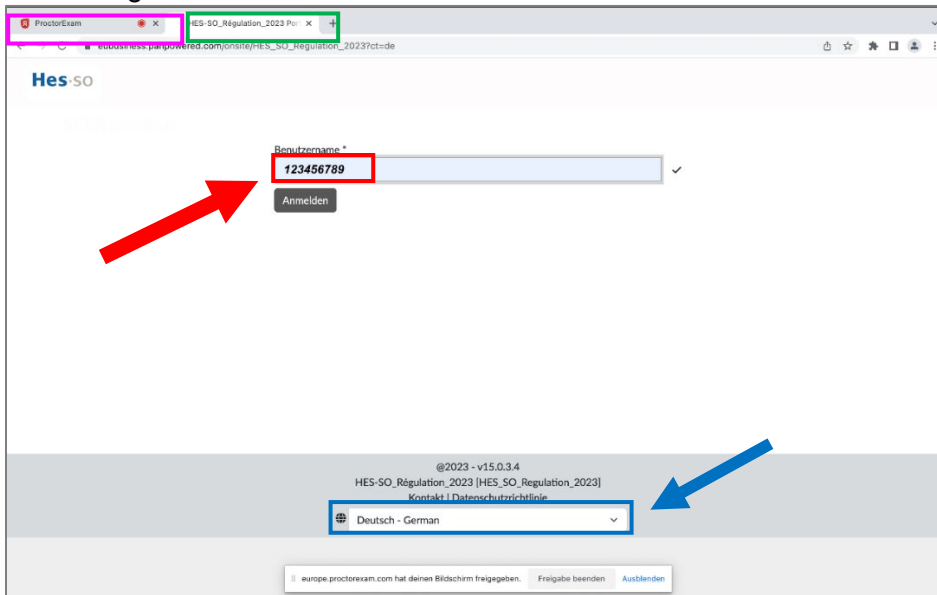 ProctorExam
HES-SO_Régulation_2023 Por
eubusiness.panpowered.com/onsite/HES_SO_Regulation_2023?ct=de
Hes·so
Benutzername *
123456789
Anmelden
@2023 - v15.0.3.4
HES-SO_Régulation_2023 [HES_SO_Regulation_2023]
Kontakt | Datenschutzrichtlinie
Deutsch - German
europe.proctorexam.com hat deinen Bildschirm freigegeben. Freigabe beenden Ausblenden